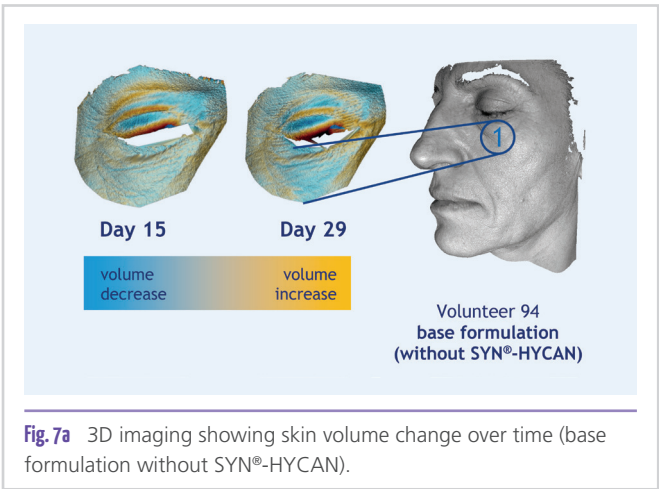 Day 15
Day 29
1
volume
decrease
volume
increase
Volunteer 94
base formulation
(without SYN®-HYCAN)
Fig. 7a 3D imaging showing skin volume change over time (base
formulation without SYN®-HYCAN).